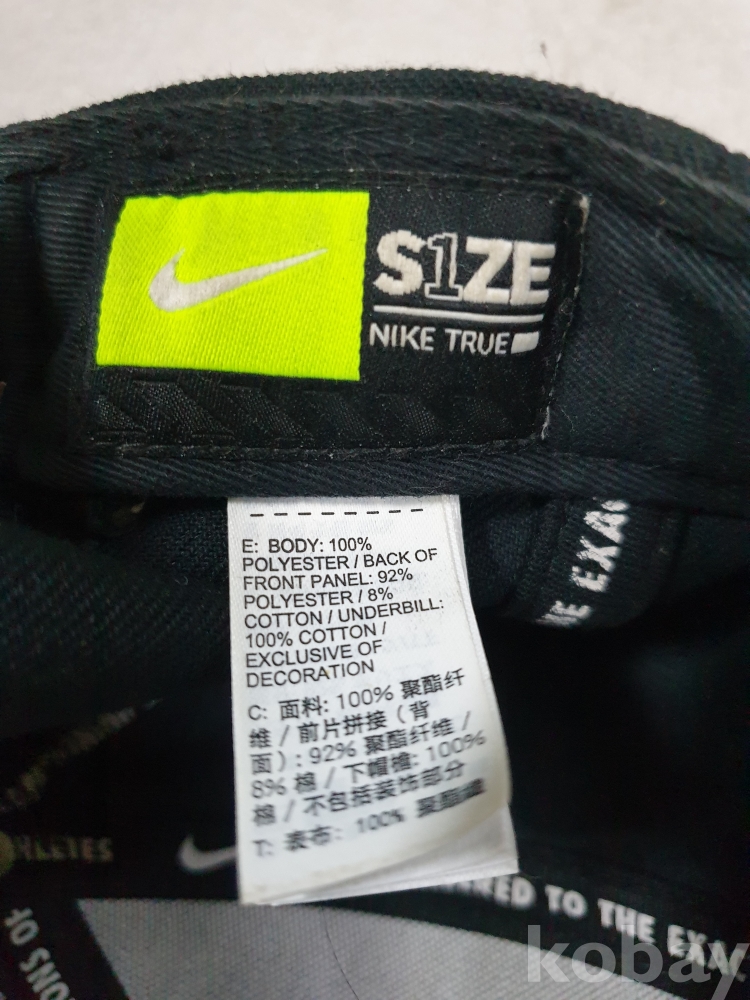 S1ZE
NIKE TRUE
E: BODY: 100%
POLYESTER / BACK OF
FRONT PANEL: 92%
POLYESTER / 8%
COTTON / UNDERBILL:
100% COTTON /
EXCLUSIVE OF
DECORATION
C: 面料: 100% 聚酯纤
维 / 前片拼接 (背
面) : 92% 聚酯纤维 /
8% 棉 / 下帽檐: 100%
棉 / 不包括装饰部分
T: 表布: 100% 聚酯纖
EXA
TO THE EXAC
ONS OF
kobay